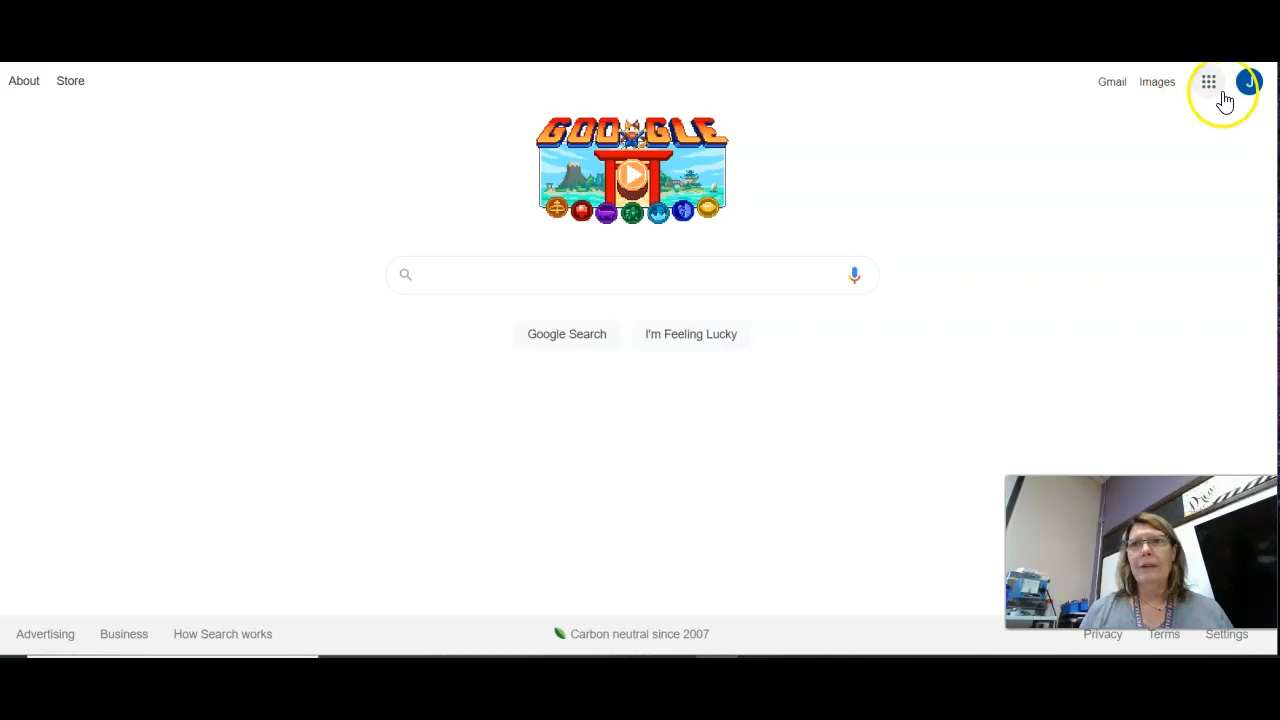 About Store
Gmail Images
J
GOOGLE
Google Search I'm Feeling Lucky
Advertising Business How Search works
Carbon neutral since 2007
Privacy Terms Settings